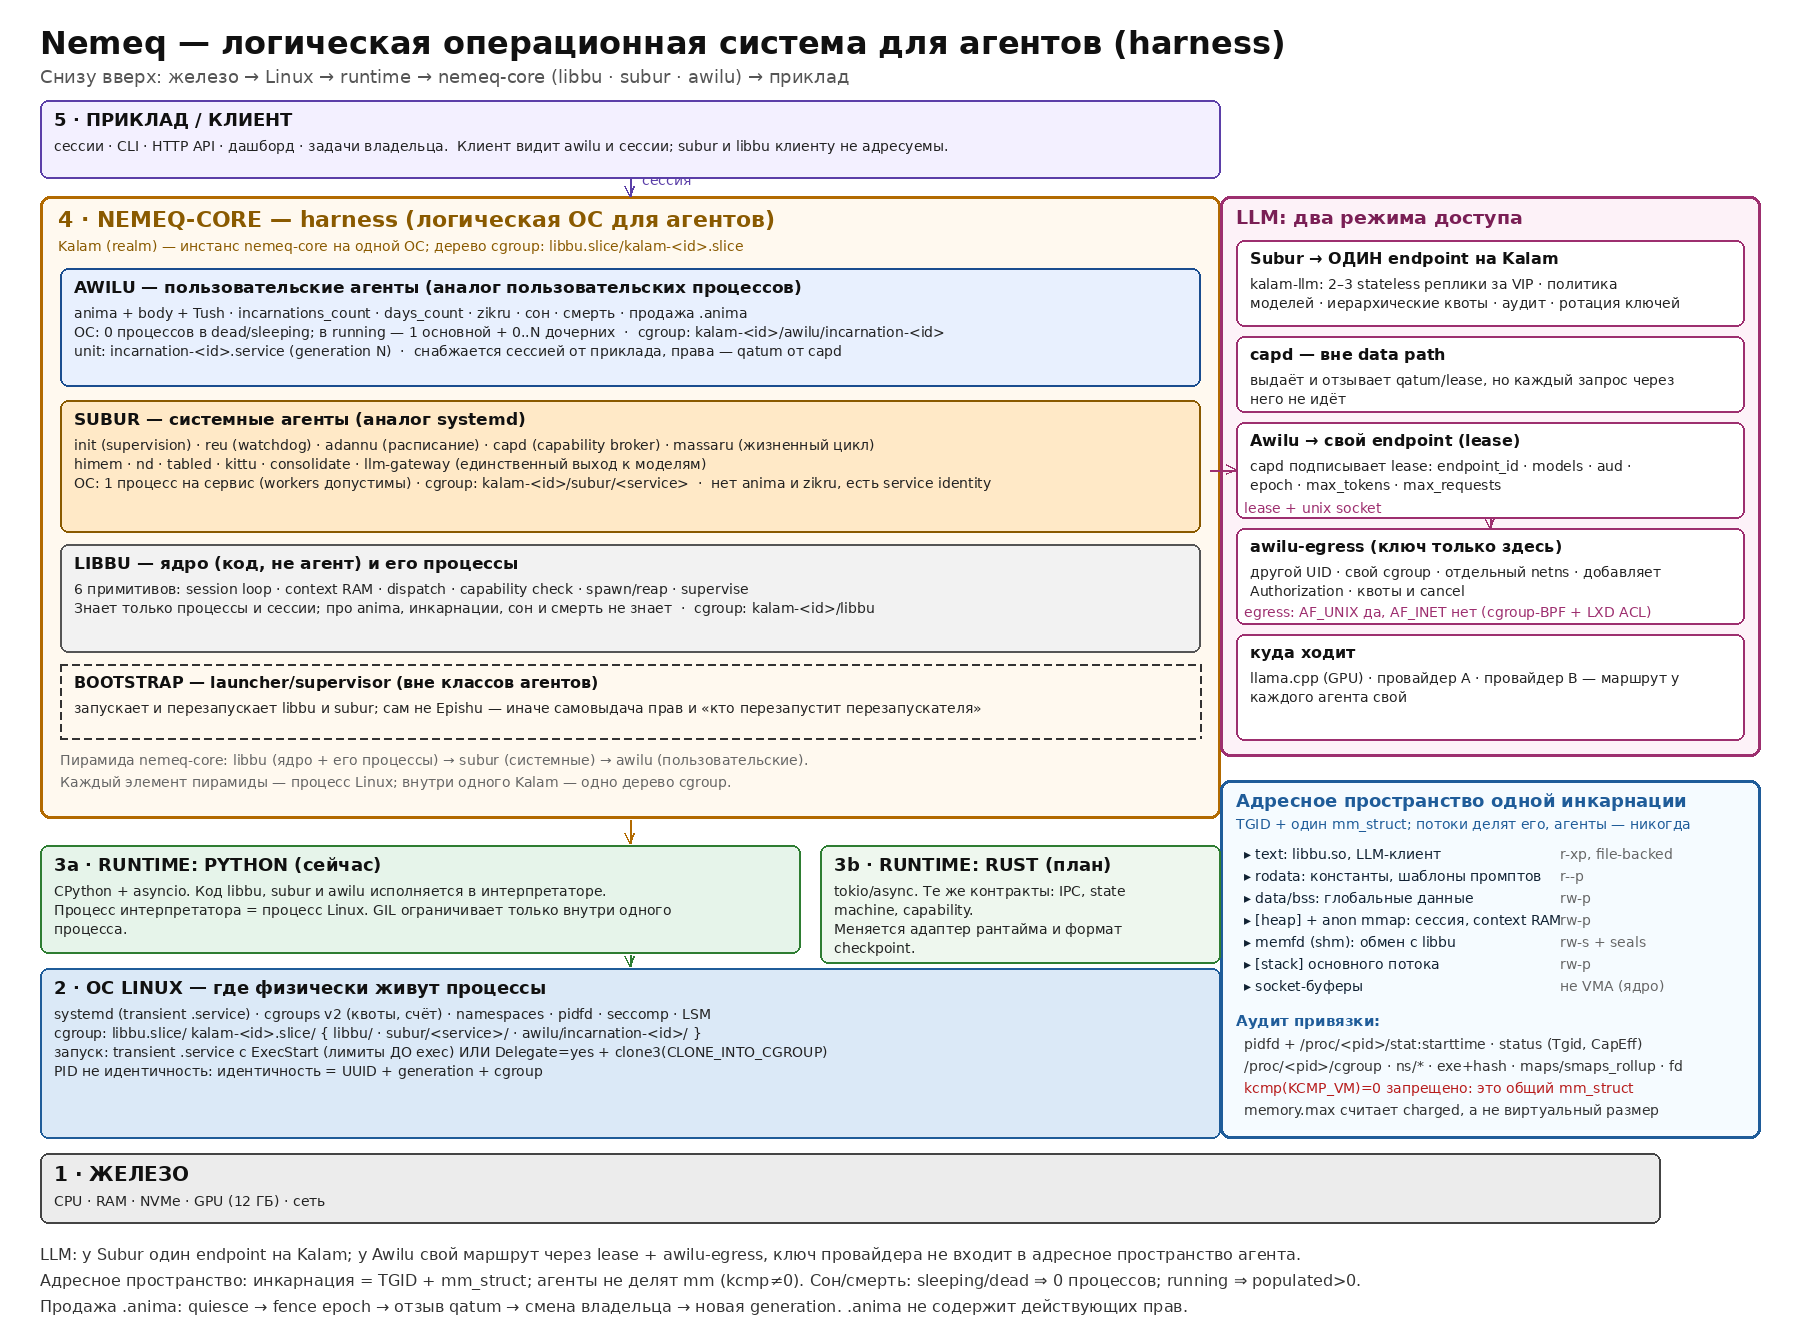 Nemeq — логическая операционная система для агентов (harness)
Снизу вверх: железо → Linux → runtime → nemeq-core (libbu · subur · awilu) → приклад
5 · ПРИКЛАД / КЛИЕНТ
сессии · CLI · HTTP API · дашборд · задачи владельца.  Клиент видит awilu и сессии; subur и libbu клиенту не адресуемы.
сессия
4 · NEMEQ-CORE — harness (логическая ОС для агентов)
Kalam (realm) — инстанс nemeq-core на одной ОС; дерево cgroup: libbu.slice/kalam-<id>.slice
AWILU — пользовательские агенты (аналог пользовательских процессов)
anima + body + Tush · incarnations_count · days_count · zikru · сон · смерть · продажа .anima
ОС: 0 процессов в dead/sleeping; в running — 1 основной + 0..N дочерних  ·  cgroup: kalam-<id>/awilu/incarnation-<id>
unit: incarnation-<id>.service (generation N)  ·  снабжается сессией от приклада, права — qatum от capd
SUBUR — системные агенты (аналог systemd)
init (supervision) · reu (watchdog) · adannu (расписание) · capd (capability broker) · massaru (жизненный цикл)
himem · nd · tabled · kittu · consolidate · llm-gateway (единственный выход к моделям)
ОС: 1 процесс на сервис (workers допустимы) · cgroup: kalam-<id>/subur/<service>  ·  нет anima и zikru, есть service identity
LIBBU — ядро (код, не агент) и его процессы
6 примитивов: session loop · context RAM · dispatch · capability check · spawn/reap · supervise
Знает только процессы и сессии; про anima, инкарнации, сон и смерть не знает  ·  cgroup: kalam-<id>/libbu
BOOTSTRAP — launcher/supervisor (вне классов агентов)
запускает и перезапускает libbu и subur; сам не Epishu — иначе самовыдача прав и «кто перезапустит перезапускателя»
Пирамида nemeq-core: libbu (ядро + его процессы) → subur (системные) → awilu (пользовательские).
Каждый элемент пирамиды — процесс Linux; внутри одного Kalam — одно дерево cgroup.
LLM: два режима доступа
Subur → ОДИН endpoint на Kalam
kalam-llm: 2–3 stateless реплики за VIP · политика
моделей · иерархические квоты · аудит · ротация ключей
capd — вне data path
выдаёт и отзывает qatum/lease, но каждый запрос через
него не идёт
Awilu → свой endpoint (lease)
capd подписывает lease: endpoint_id · models · aud ·
epoch · max_tokens · max_requests
lease + unix socket
awilu-egress (ключ только здесь)
другой UID · свой cgroup · отдельный netns · добавляет
Authorization · квоты и cancel
egress: AF_UNIX да, AF_INET нет (cgroup-BPF + LXD ACL)
куда ходит
llama.cpp (GPU) · провайдер A · провайдер B — маршрут у
каждого агента свой
3a · RUNTIME: PYTHON (сейчас)
CPython + asyncio. Код libbu, subur и awilu исполняется в интерпретаторе.
Процесс интерпретатора = процесс Linux. GIL ограничивает только внутри одного
процесса.
3b · RUNTIME: RUST (план)
tokio/async. Те же контракты: IPC, state
machine, capability.
Меняется адаптер рантайма и формат
checkpoint.
2 · ОС LINUX — где физически живут процессы
systemd (transient .service) · cgroups v2 (квоты, счёт) · namespaces · pidfd · seccomp · LSM
cgroup: libbu.slice/ kalam-<id>.slice/ { libbu/ · subur/<service>/ · awilu/incarnation-<id>/ }
запуск: transient .service с ExecStart (лимиты ДО exec) ИЛИ Delegate=yes + clone3(CLONE_INTO_CGROUP)
PID не идентичность: идентичность = UUID + generation + cgroup
Адресное пространство одной инкарнации
TGID + один mm_struct; потоки делят его, агенты — никогда
▸ text: libbu.so, LLM-клиент r-xp, file-backed
▸ rodata: константы, шаблоны промптов r--p
▸ data/bss: глобальные данные rw-p
▸ [heap] + anon mmap: сессия, context RAM rw-p
▸ memfd (shm): обмен с libbu rw-s + seals
▸ [stack] основного потока rw-p
▸ socket-буферы не VMA (ядро)
Аудит привязки:
pidfd + /proc/<pid>/stat:starttime · status (Tgid, CapEff)
/proc/<pid>/cgroup · ns/* · exe+hash · maps/smaps_rollup · fd
kcmp(KCMP_VM)=0 запрещено: это общий mm_struct
memory.max считает charged, а не виртуальный размер
1 · ЖЕЛЕЗО
CPU · RAM · NVMe · GPU (12 ГБ) · сеть
LLM: у Subur один endpoint на Kalam; у Awilu свой маршрут через lease + awilu-egress, ключ провайдера не входит в адресное пространство агента.
Адресное пространство: инкарнация = TGID + mm_struct; агенты не делят mm (kcmp≠0). Сон/смерть: sleeping/dead ⇒ 0 процессов; running ⇒ populated>0.
Продажа .anima: quiesce → fence epoch → отзыв qatum → смена владельца → новая generation. .anima не содержит действующих прав.